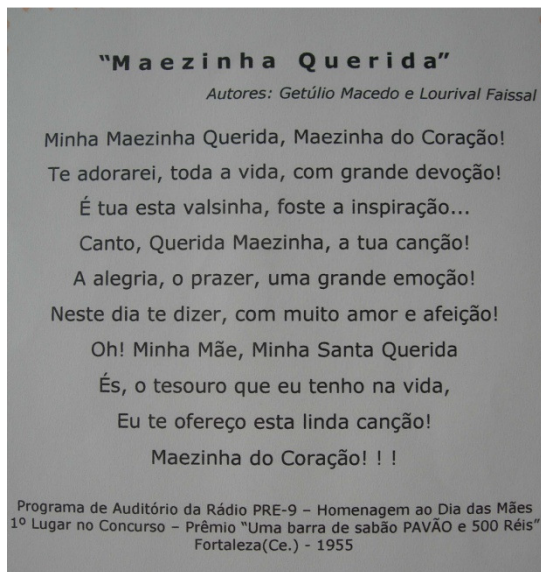 “Maezinha Querida”
Autores: Getúlio Macedo e Lourival Faissal
Minha Maezinha Querida, Maezinha do Coração!
Te adorarei, toda a vida, com grande devoção!
É tua esta valsinha, foste a inspiração...
Canto, Querida Maezinha, a tua canção!
A alegria, o prazer, uma grande emoção!
Neste dia te dizer, com muito amor e afeição!
Oh! Minha Mãe, Minha Santa Querida
És, o tesouro que eu tenho na vida,
Eu te ofereço esta linda canção!
Maezinha do Coração! ! !
Programa de Auditório da Rádio PRE-9 – Homenagem ao Dia das Mães
1º Lugar no Concurso – Prêmio “Uma barra de sabão PAVÃO e 500 Réis”
Fortaleza(Ce.) - 1955